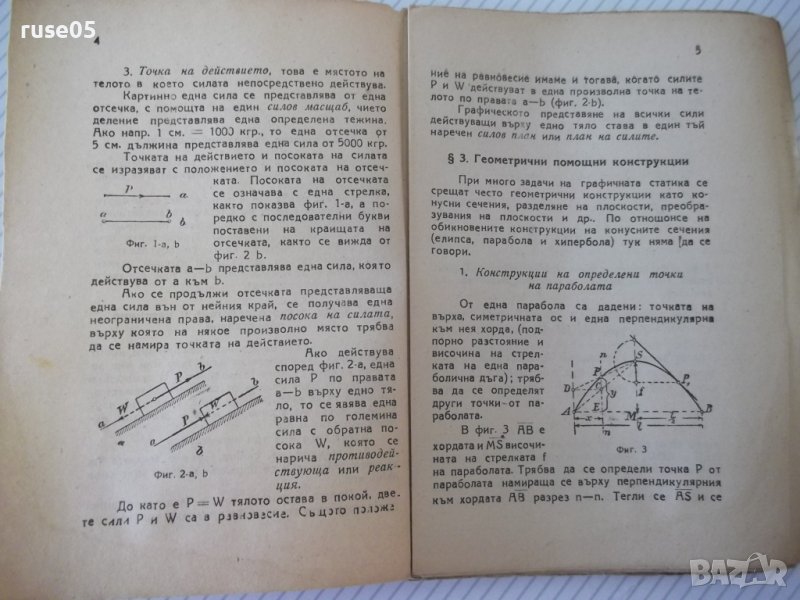 ruse05
4
3. Точка на действието, това е мястото на
телото в което силата непосредствено действува.
Картинно една сила се представлява от една
отсечка, с помощта на един силов масщаб, чието
деление представлява една определена тежина.
Ако напр. 1 см. = 1000 кгр., то една отсечка от
5 см. дължина представлява една сила от 5000 кгр.
Точката на действието и посоката на силата
се изразяват с положението и посоката на отсеч-
ката. Посоката на отсечката
се означава с една стрелка,
както показва фиг. 1-a, а по-
редко с последователни букви
поставени на краищата на
отсечката, както се вижда от
фиг. 2 b.
P
a
a
b
Фиг. 1-a, b
Отсечката a—b представлява една сила, която
действува от a към b.
Ако се продължи отсечката представляваща
една сила вън от нейния край, се получава една
неограничена права, наречена посока на силата,
върху която на някое произволно място трябва
да се намира точката на действието.
Ако действува
според фиг. 2-a, една
сила P по правата
a—b върху едно тя-
ло, то се явява една
равна по големина
сила с обратна по-
сока W, която се
нарича противодей-
ствующа или реак-
ция.
a
W
P
b
a
W
P
b
Фиг. 2-a, b
До като е P = W тялото остава в покой, две-
те сили P и W са в равновесие. Същото положе
5
ние на равновесие имаме и тогава, когато силите
P и W действуват в една произволна точка на те-
лото по правата a—b (фиг. 2-b).
Графическото представяне на всички сили
действуващи върху едно тяло става в един тъй
наречен силов план или план на силите.
§ 3. Геометрични помощни конструкции
При много задачи на графичната статика се
срещат често геометрични конструкции като
конусни сечения, разделяне на плоскости, преобра-
зувания на плоскости и др.. По отношонсе на
обикновените конструкции на конусните сечения
(елипса, парабола и хипербола) тук няма да се
говори.
1. Конструкции на определени точки
на параболата
От една парабола са дадени: точката на
върха, симетричната ос и една перпендикулярна
към нея хорда, (под-
порно разстояние и
височина на стрел-
ката на една пара-
болична дъга); тряб-
ва да се определят
други точки от па-
раболата.
n
S
D
P
C
P₁
y
f
A
E
M
B
x
n
l
Фиг. 3
В фиг. 3 AB е
хордата и MS височи-
ната на стрелката f
на параболата. Трябва да се определи точка P от
параболата намираща се върху перпендикулярния
към хордата AB разрез n—n. Тегли се AS и се
BAZAR.BG